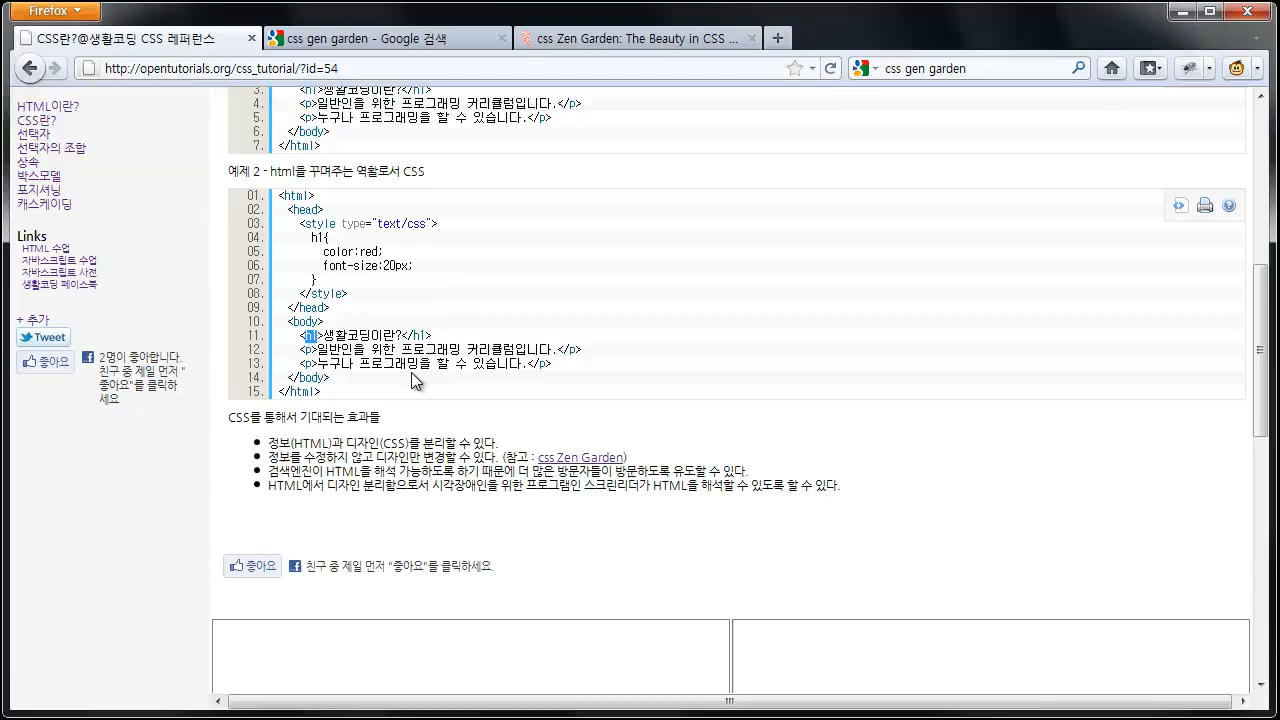 Firefox
CSS란?@생활코딩 CSS 레퍼런스
css gen garden - Google 검색
css Zen Garden: The Beauty in CSS ...
http://opentutorials.org/css_tutorial/?id=54
css gen garden
HTML이란?
CSS란?
선택자
선택자의 조합
상속
박스모델
포지셔닝
캐스케이딩
Links
HTML 수업
자바스크립트 수업
자바스크립트 사전
생활코딩 페이스북
+ 추가
Tweet
좋아요
2명이 좋아합니다.
친구 중 제일 먼저 "
좋아요"를 클릭하
세요
3. <h1>생활코딩이란?</h1>
4. <p>일반인을 위한 프로그래밍 커리큘럼입니다.</p>
5. <p>누구나 프로그래밍을 할 수 있습니다.</p>
6. </body>
7. </html>
예제 2 - html을 꾸며주는 역할로서 CSS
01. <html>
02. <head>
03. <style type="text/css">
04. h1{
05. color:red;
06. font-size:20px;
07. }
08. </style>
09. </head>
10. <body>
11. <h1>생활코딩이란?</h1>
12. <p>일반인을 위한 프로그래밍 커리큘럼입니다.</p>
13. <p>누구나 프로그래밍을 할 수 있습니다.</p>
14. </body>
15. </html>
CSS를 통해서 기대되는 효과들
정보(HTML)과 디자인(CSS)를 분리할 수 있다.
정보를 수정하지 않고 디자인만 변경할 수 있다. (참고 : css Zen Garden)
검색엔진이 HTML을 해석 가능하도록 하기 때문에 더 많은 방문자들이 방문하도록 유도할 수 있다.
HTML에서 디자인 분리함으로서 시각장애인을 위한 프로그램인 스크린리더가 HTML을 해석할 수 있도록 할 수 있다.
좋아요
친구 중 제일 먼저 "좋아요"를 클릭하세요.